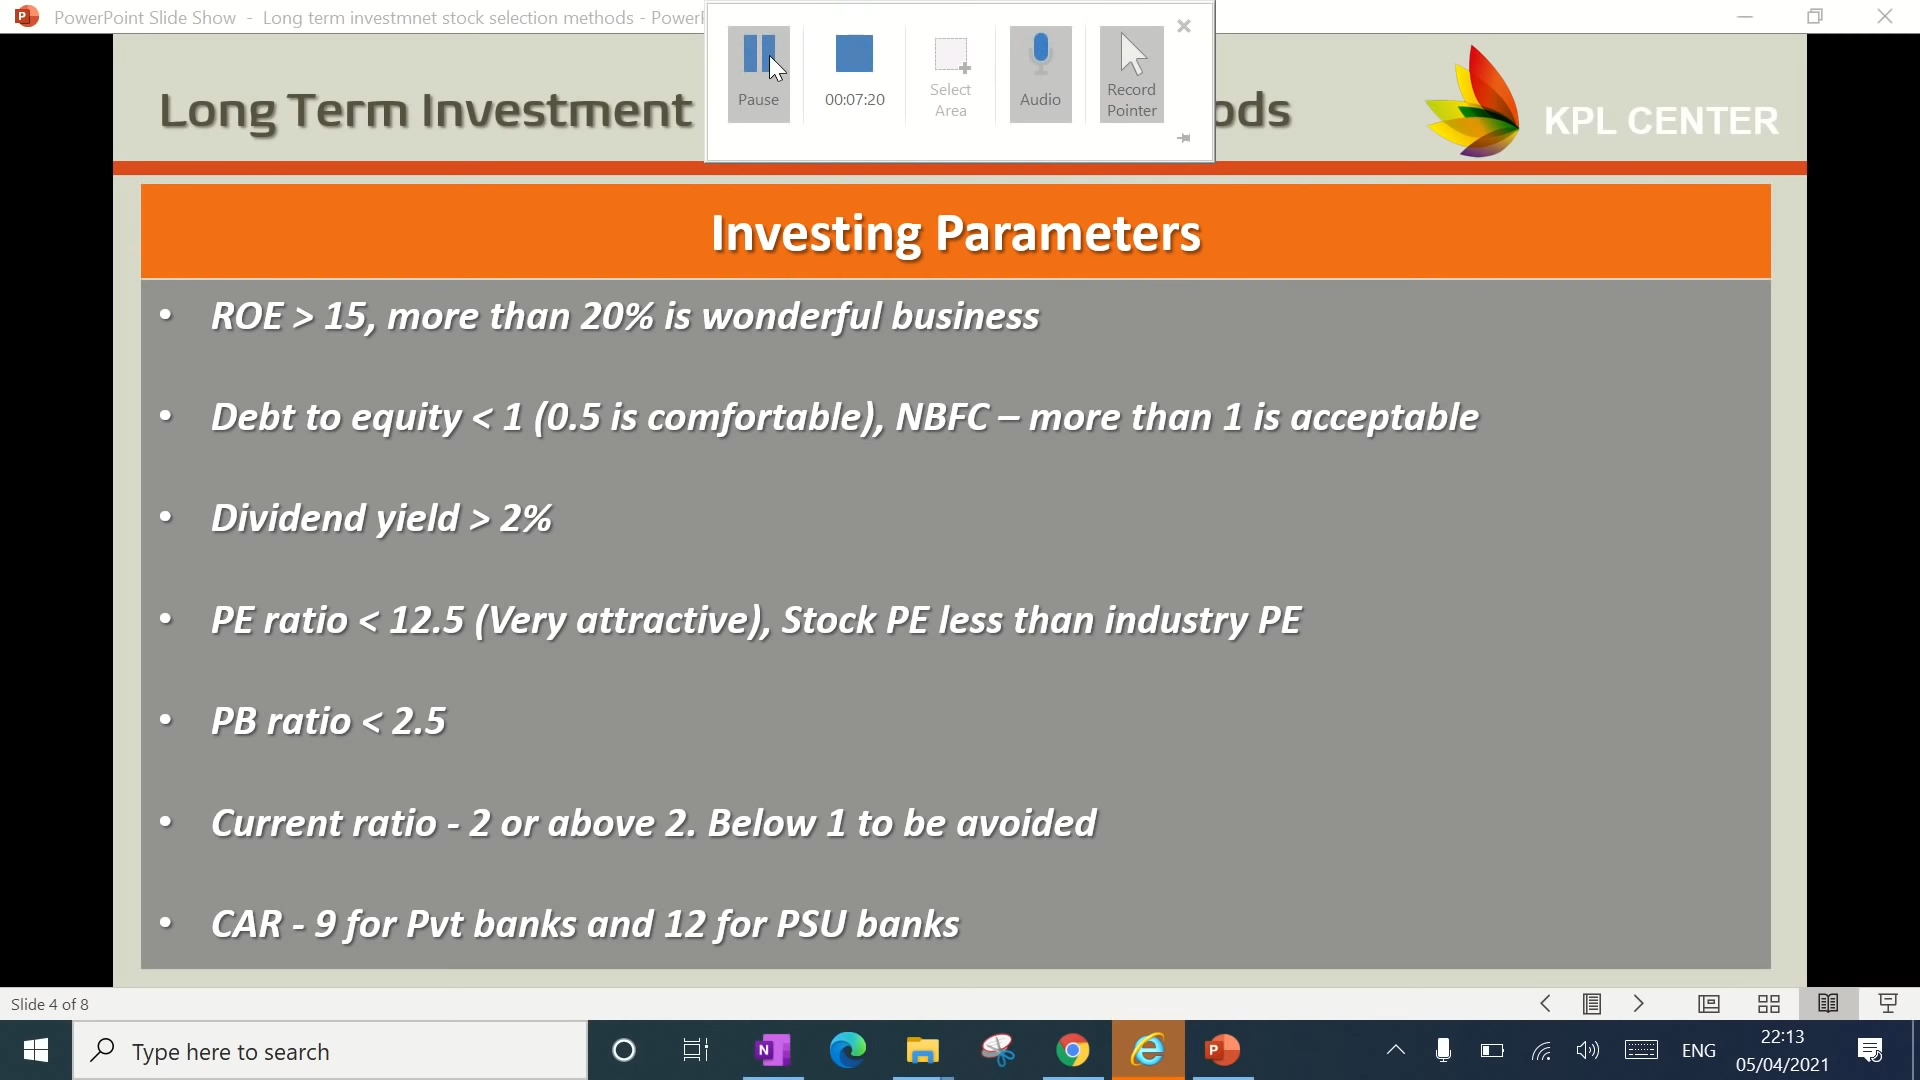 PowerPoint Slide Show - Long term investmnet stock selection methods - Power
Pause
00:07:20
Select
Area
Audio
Record
Pointer
Long Term Investment
ods
KPL CENTER
Investing Parameters
• ROE > 15, more than 20% is wonderful business
• Debt to equity < 1 (0.5 is comfortable), NBFC – more than 1 is acceptable
• Dividend yield > 2%
• PE ratio < 12.5 (Very attractive), Stock PE less than industry PE
• PB ratio < 2.5
• Current ratio - 2 or above 2. Below 1 to be avoided
• CAR - 9 for Pvt banks and 12 for PSU banks
Slide 4 of 8
Type here to search
ENG
22:13
05/04/2021